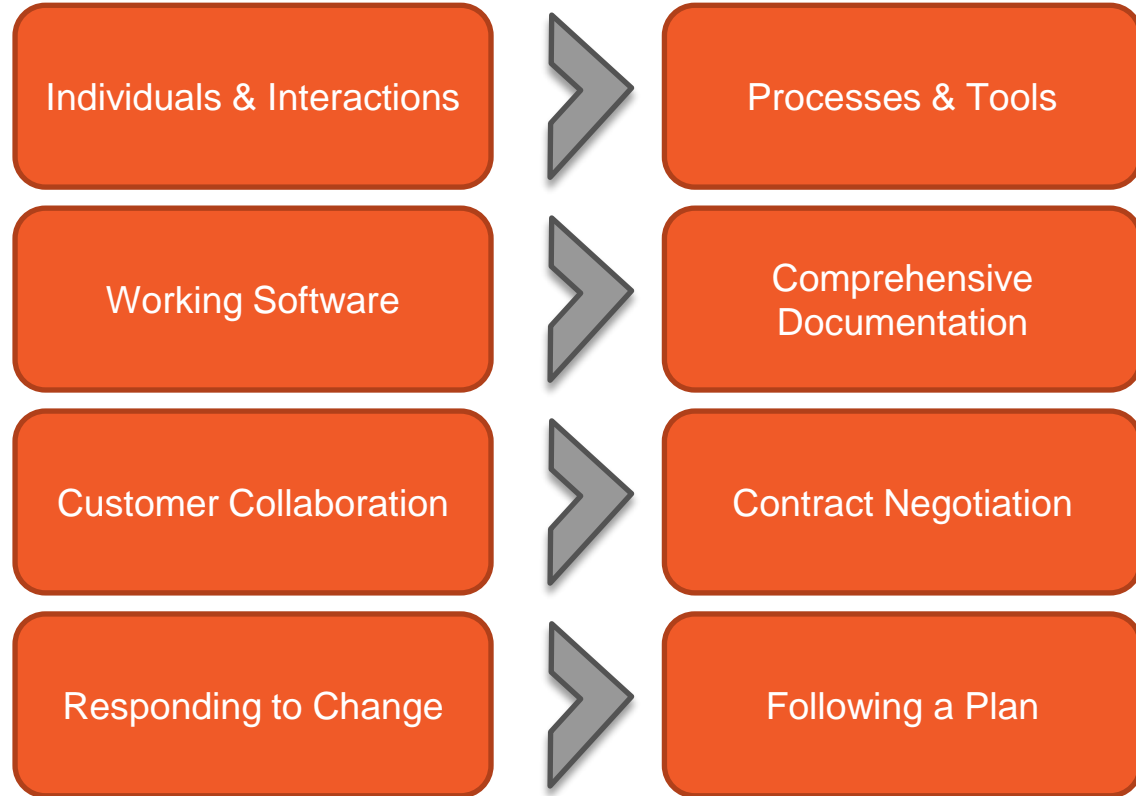 Individuals & Interactions
Processes & Tools
Working Software
Comprehensive
Documentation
Customer Collaboration
Contract Negotiation
Responding to Change
Following a Plan